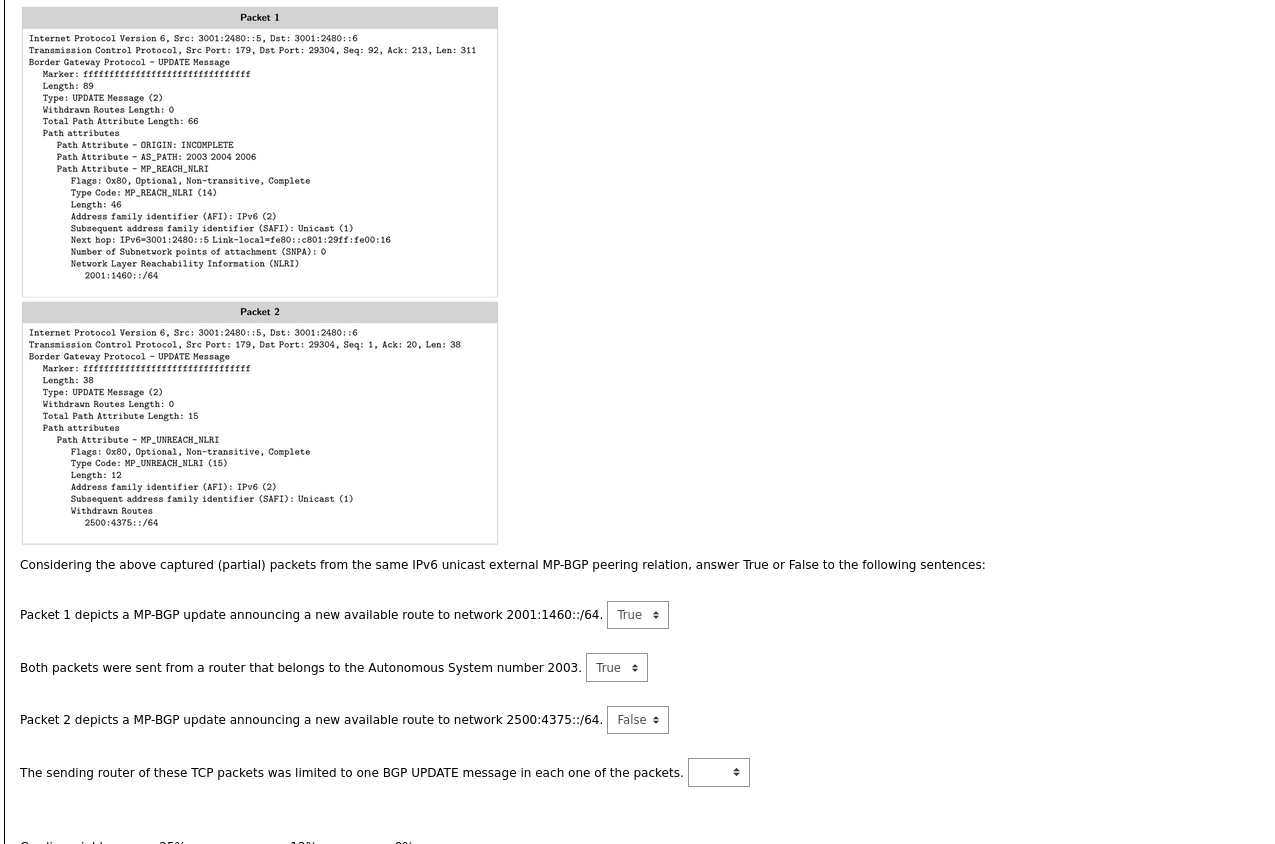 Packet 1
Internet Protocol Version 6, Src: 3001:2480::5, Dst: 3001:2480::6
Transmission Control Protocol, Src Port: 179, Dst Port: 29304, Seq: 92, Ack: 213, Len: 311
Border Gateway Protocol - UPDATE Message
Marker: ffffffffffffffffffffffffffffffff
Length: 89
Type: UPDATE Message (2)
Withdrawn Routes Length: 0
Total Path Attribute Length: 66
Path attributes
Path Attribute - ORIGIN: INCOMPLETE
Path Attribute - AS_PATH: 2003 2004 2006
Path Attribute - MP_REACH_NLRI
Flags: 0x80, Optional, Non-transitive, Complete
Type Code: MP_REACH_NLRI (14)
Length: 46
Address family identifier (AFI): IPv6 (2)
Subsequent address family identifier (SAFI): Unicast (1)
Next hop: IPv6=3001:2480::5 Link-local=fe80::c801:29ff:fe00:16
Number of Subnetwork points of attachment (SNPA): 0
Network Layer Reachability Information (NLRI)
2001:1460::/64
Packet 2
Internet Protocol Version 6, Src: 3001:2480::5, Dst: 3001:2480::6
Transmission Control Protocol, Src Port: 179, Dst Port: 29304, Seq: 1, Ack: 20, Len: 38
Border Gateway Protocol - UPDATE Message
Marker: ffffffffffffffffffffffffffffffff
Length: 38
Type: UPDATE Message (2)
Withdrawn Routes Length: 0
Total Path Attribute Length: 15
Path attributes
Path Attribute - MP_UNREACH_NLRI
Flags: 0x80, Optional, Non-transitive, Complete
Type Code: MP_UNREACH_NLRI (15)
Length: 12
Address family identifier (AFI): IPv6 (2)
Subsequent address family identifier (SAFI): Unicast (1)
Withdrawn Routes
2500:4375::/64
Considering the above captured (partial) packets from the same IPv6 unicast external MP-BGP peering relation, answer True or False to the following sentences:
Packet 1 depicts a MP-BGP update announcing a new available route to network 2001:1460::/64. True
Both packets were sent from a router that belongs to the Autonomous System number 2003. True
Packet 2 depicts a MP-BGP update announcing a new available route to network 2500:4375::/64. False
The sending router of these TCP packets was limited to one BGP UPDATE message in each one of the packets.